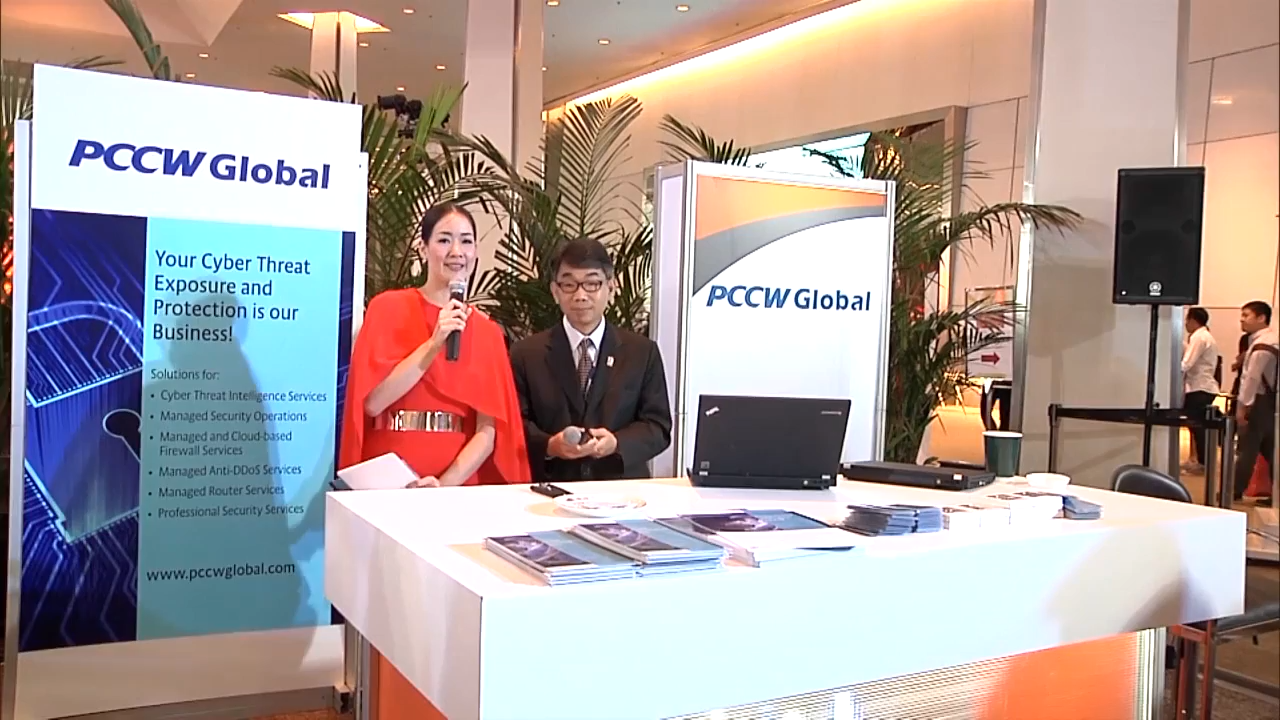 PCCW Global
Your Cyber Threat
Exposure and
Protection is our
Business!
Solutions for:
• Cyber Threat Intelligence Services
• Managed Security Operations
• Managed and Cloud-based
Firewall Services
• Managed Anti-DDoS Services
• Managed Router Services
• Professional Security Services
www.pccwglobal.com
PCCW Global